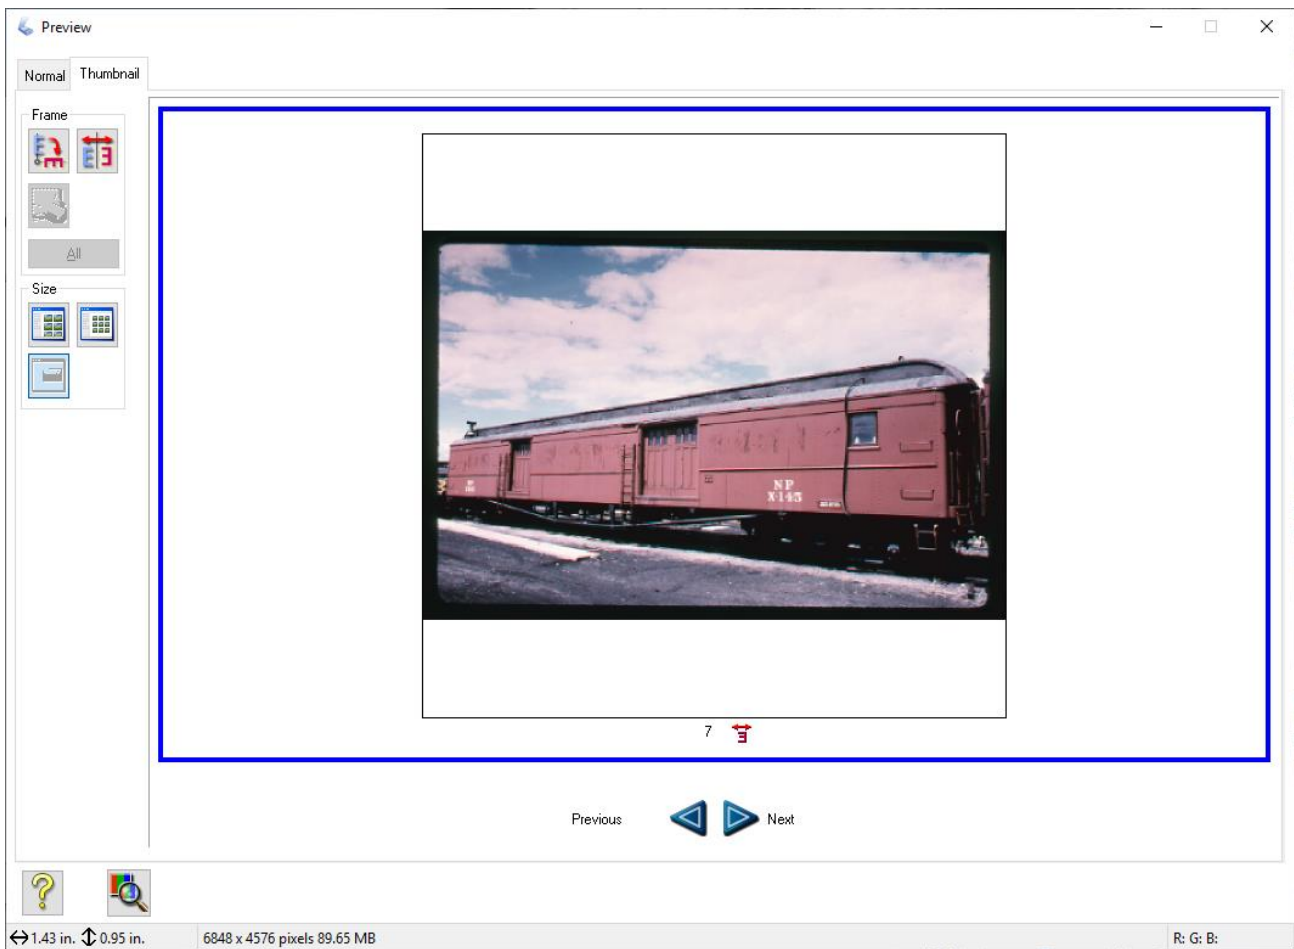 Preview
Normal
Thumbnail
Frame
All
Size
NP
X-145
7
Previous
Next
1.43 in. 0.95 in.
6848 x 4576 pixels 89.65 MB
R: G: B: